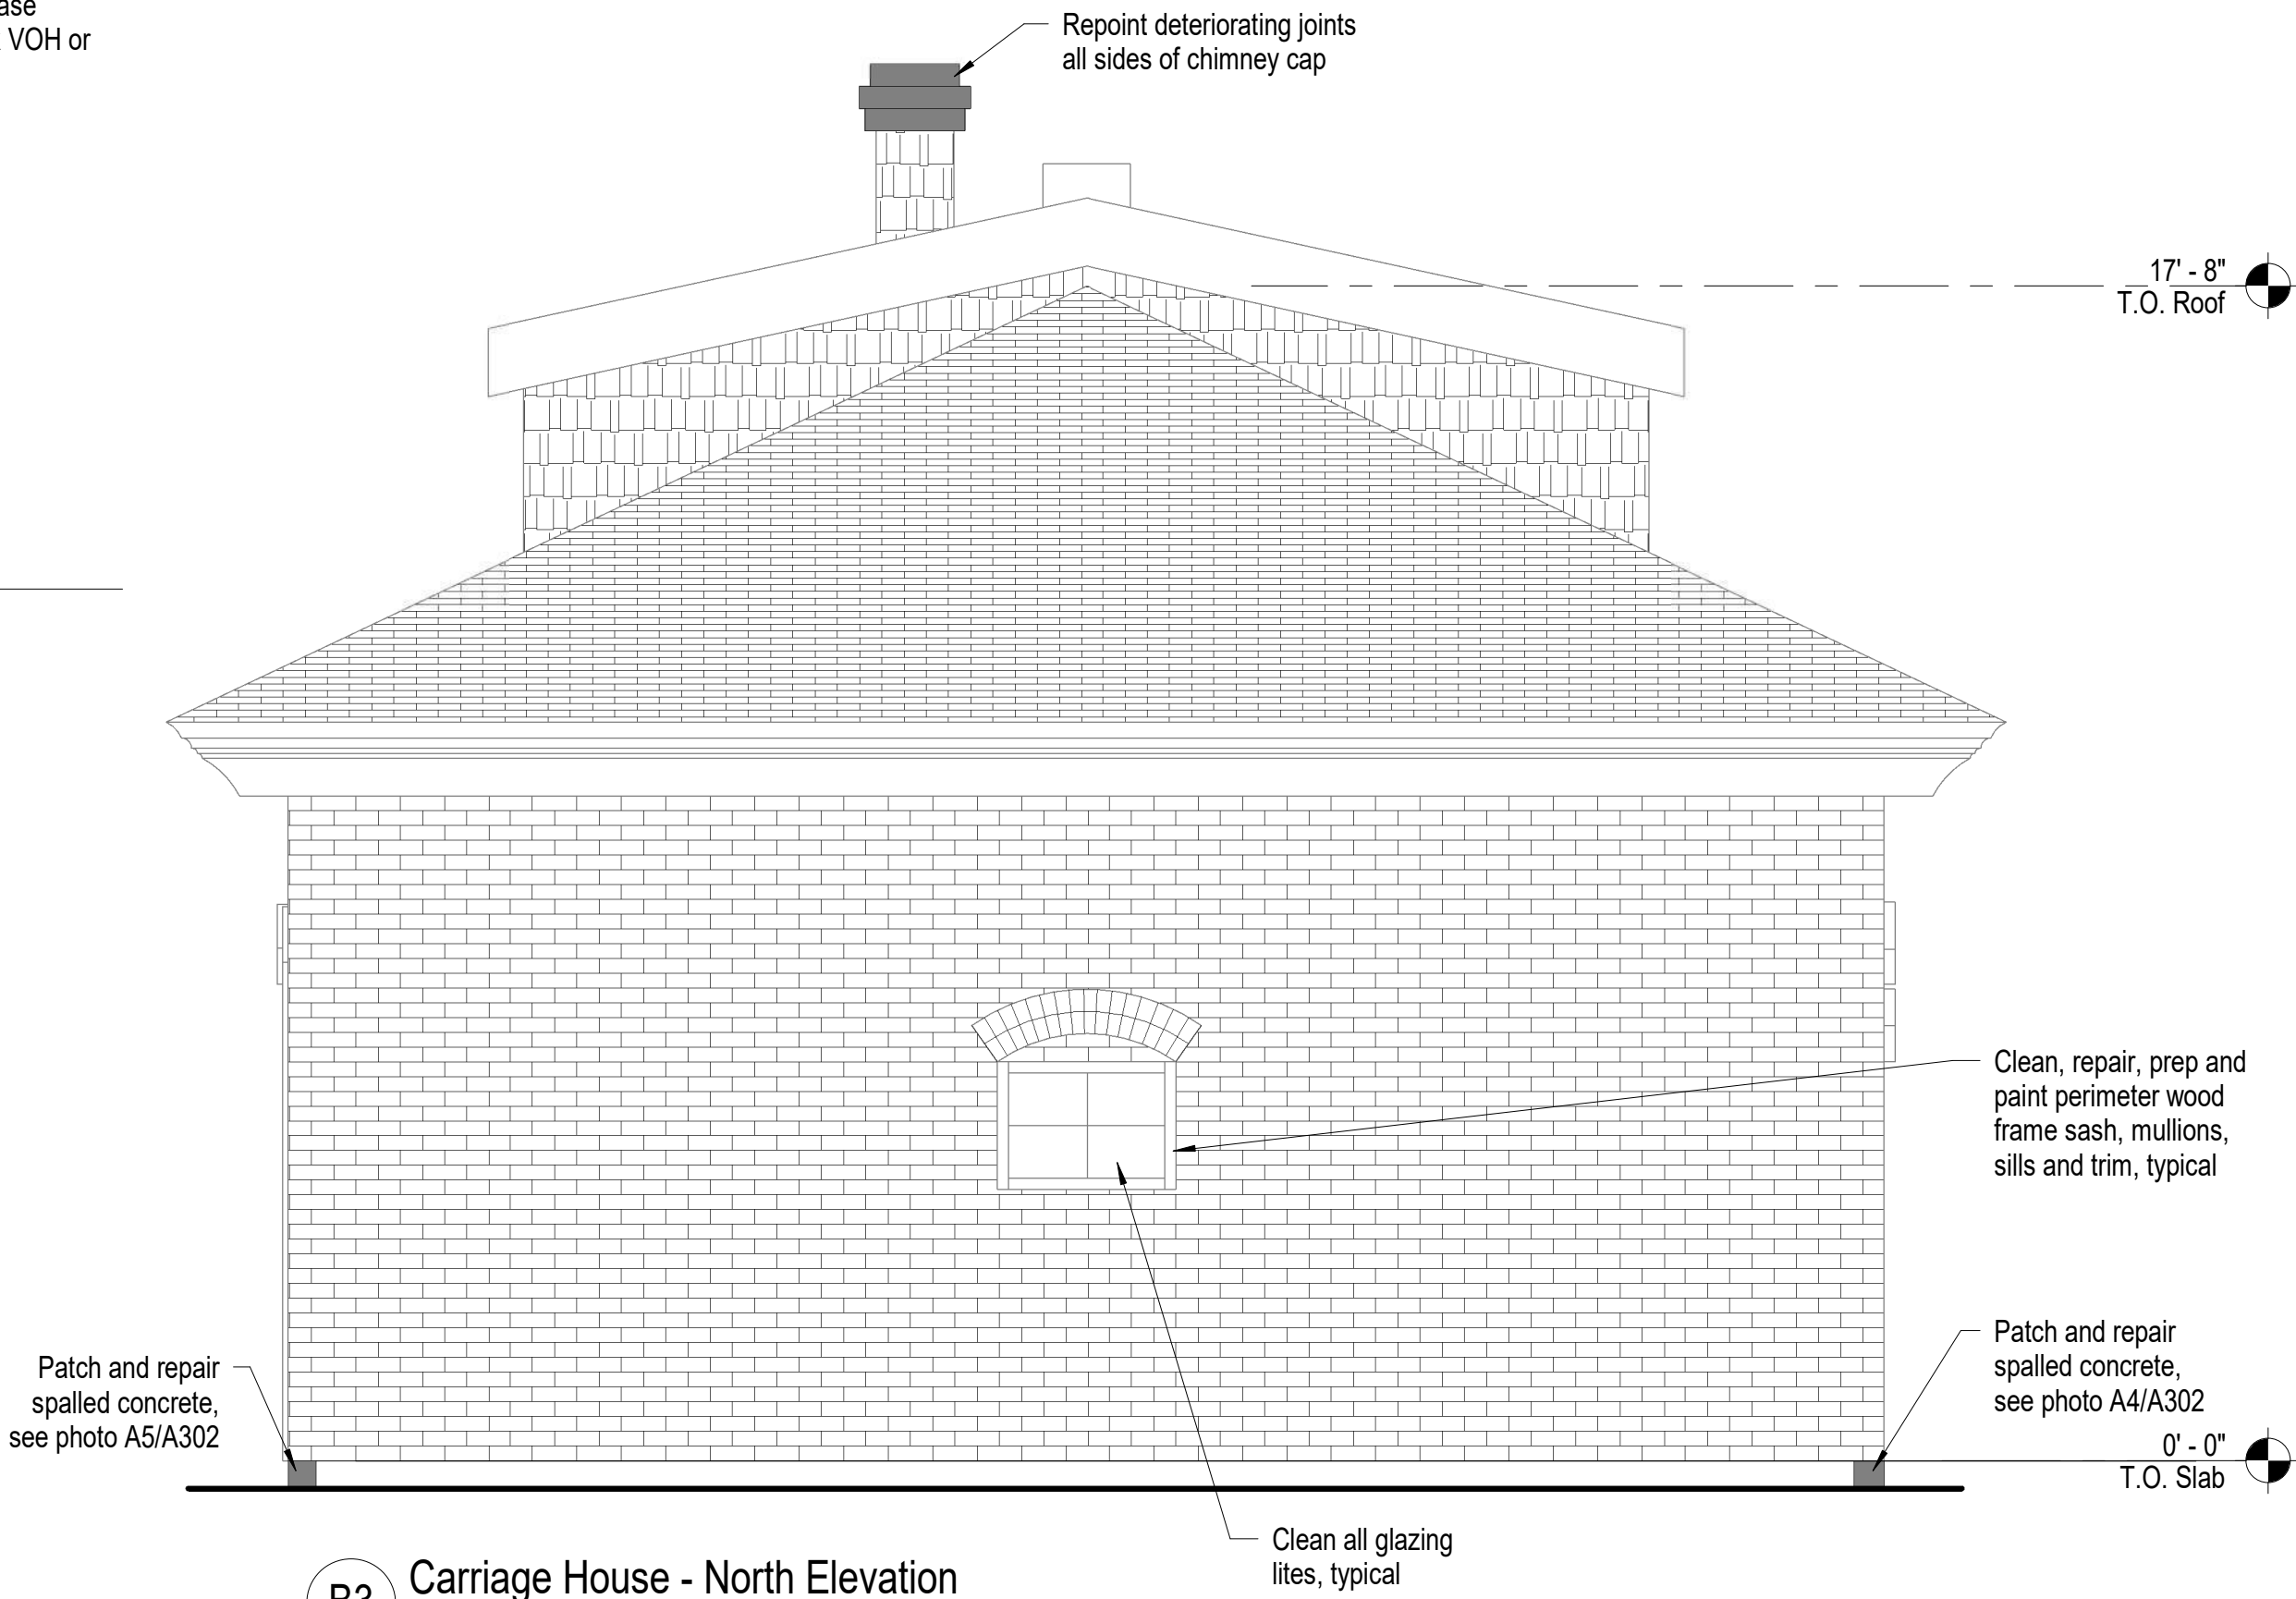 VOH or
Repoint deteriorating joints
all sides of chimney cap
17' - 8"
T.O. Roof
Clean, repair, prep and
paint perimeter wood
frame sash, mullions,
sills and trim, typical
Patch and repair
spalled concrete,
see photo A5/A302
Patch and repair
spalled concrete,
see photo A4/A302
0' - 0"
T.O. Slab
Clean all glazing
lites, typical
Carriage House - North Elevation